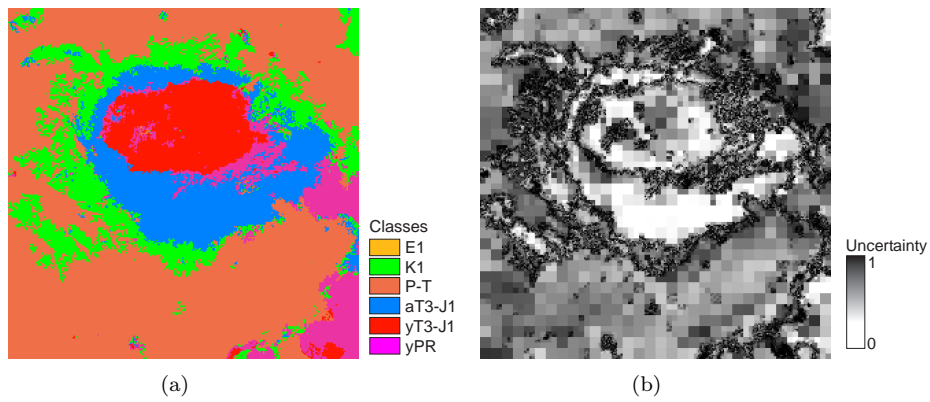 Classes
E1
K1
P-T
aT3-J1
yT3-J1
yPR
Uncertainty
1
0
(a)
(b)